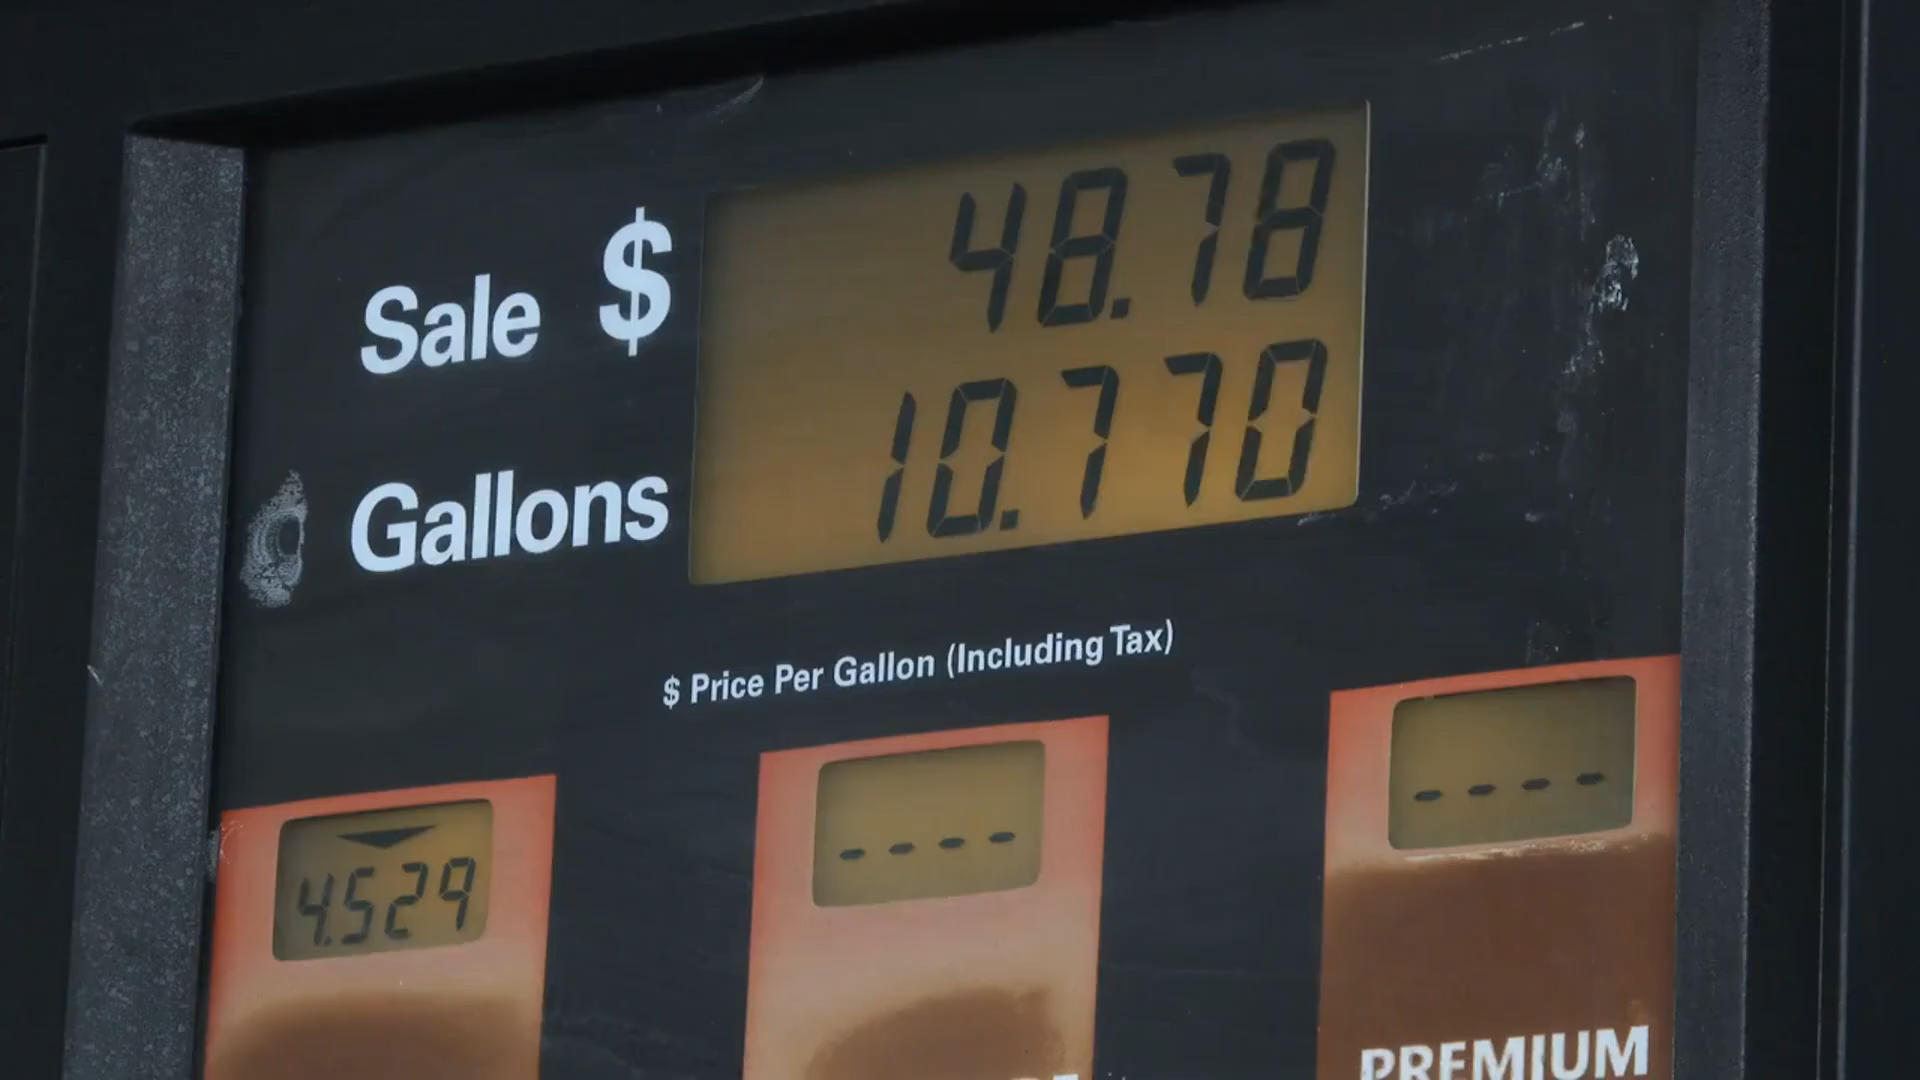 Sale $ 48.78
Gallons 10.770
$ Price Per Gallon (Including Tax)
4.529
- - - -
- - - -
PREMIUM